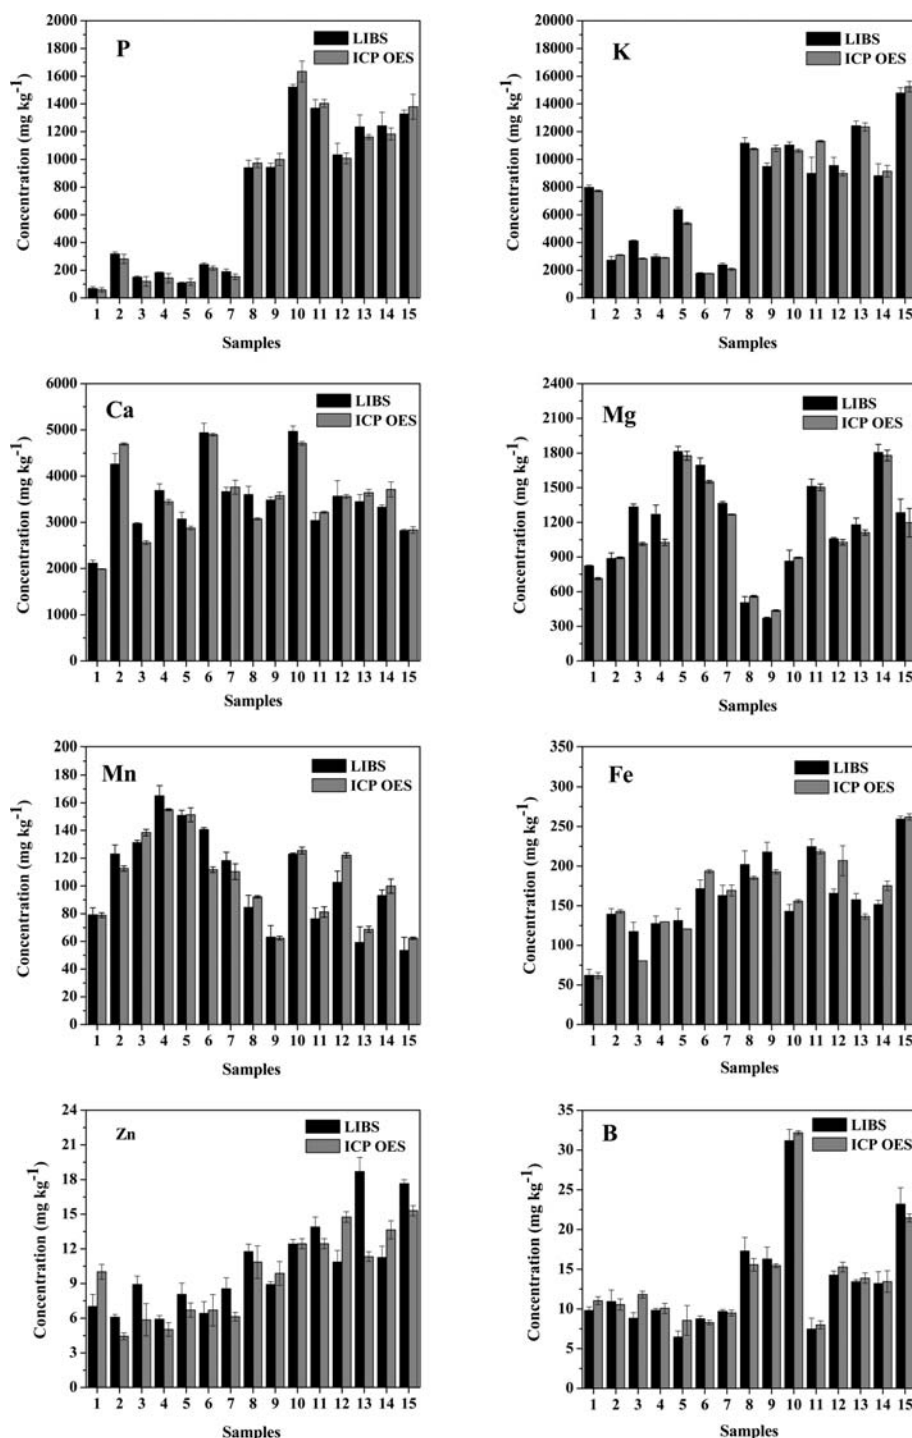 P
LIBS
ICP OES
Concentration (mg kg-1)
2000
1800
1600
1400
1200
1000
800
600
400
200
0
1 2 3 4 5 6 7 8 9 10 11 12 13 14 15
Samples
K
LIBS
ICP OES
Concentration (mg kg-1)
20000
18000
16000
14000
12000
10000
8000
6000
4000
2000
0
1 2 3 4 5 6 7 8 9 10 11 12 13 14 15
Samples
Ca
LIBS
ICP OES
Concentration (mg kg-1)
6000
5000
4000
3000
2000
1000
0
1 2 3 4 5 6 7 8 9 10 11 12 13 14 15
Samples
Mg
LIBS
ICP OES
Concentration (mg kg-1)
2400
2100
1800
1500
1200
900
600
300
0
1 2 3 4 5 6 7 8 9 10 11 12 13 14 15
Samples
Mn
LIBS
ICP OES
Concentration (mg kg-1)
200
180
160
140
120
100
80
60
40
20
0
1 2 3 4 5 6 7 8 9 10 11 12 13 14 15
Samples
Fe
LIBS
ICP OES
Concentration (mg kg-1)
350
300
250
200
150
100
50
0
1 2 3 4 5 6 7 8 9 10 11 12 13 14 15
Samples
Zn
LIBS
ICP OES
Concentration (mg kg-1)
24
21
18
15
12
9
6
3
0
1 2 3 4 5 6 7 8 9 10 11 12 13 14 15
Samples
B
LIBS
ICP OES
Concentration (mg kg-1)
35
30
25
20
15
10
5
0
1 2 3 4 5 6 7 8 9 10 11 12 13 14 15
Samples